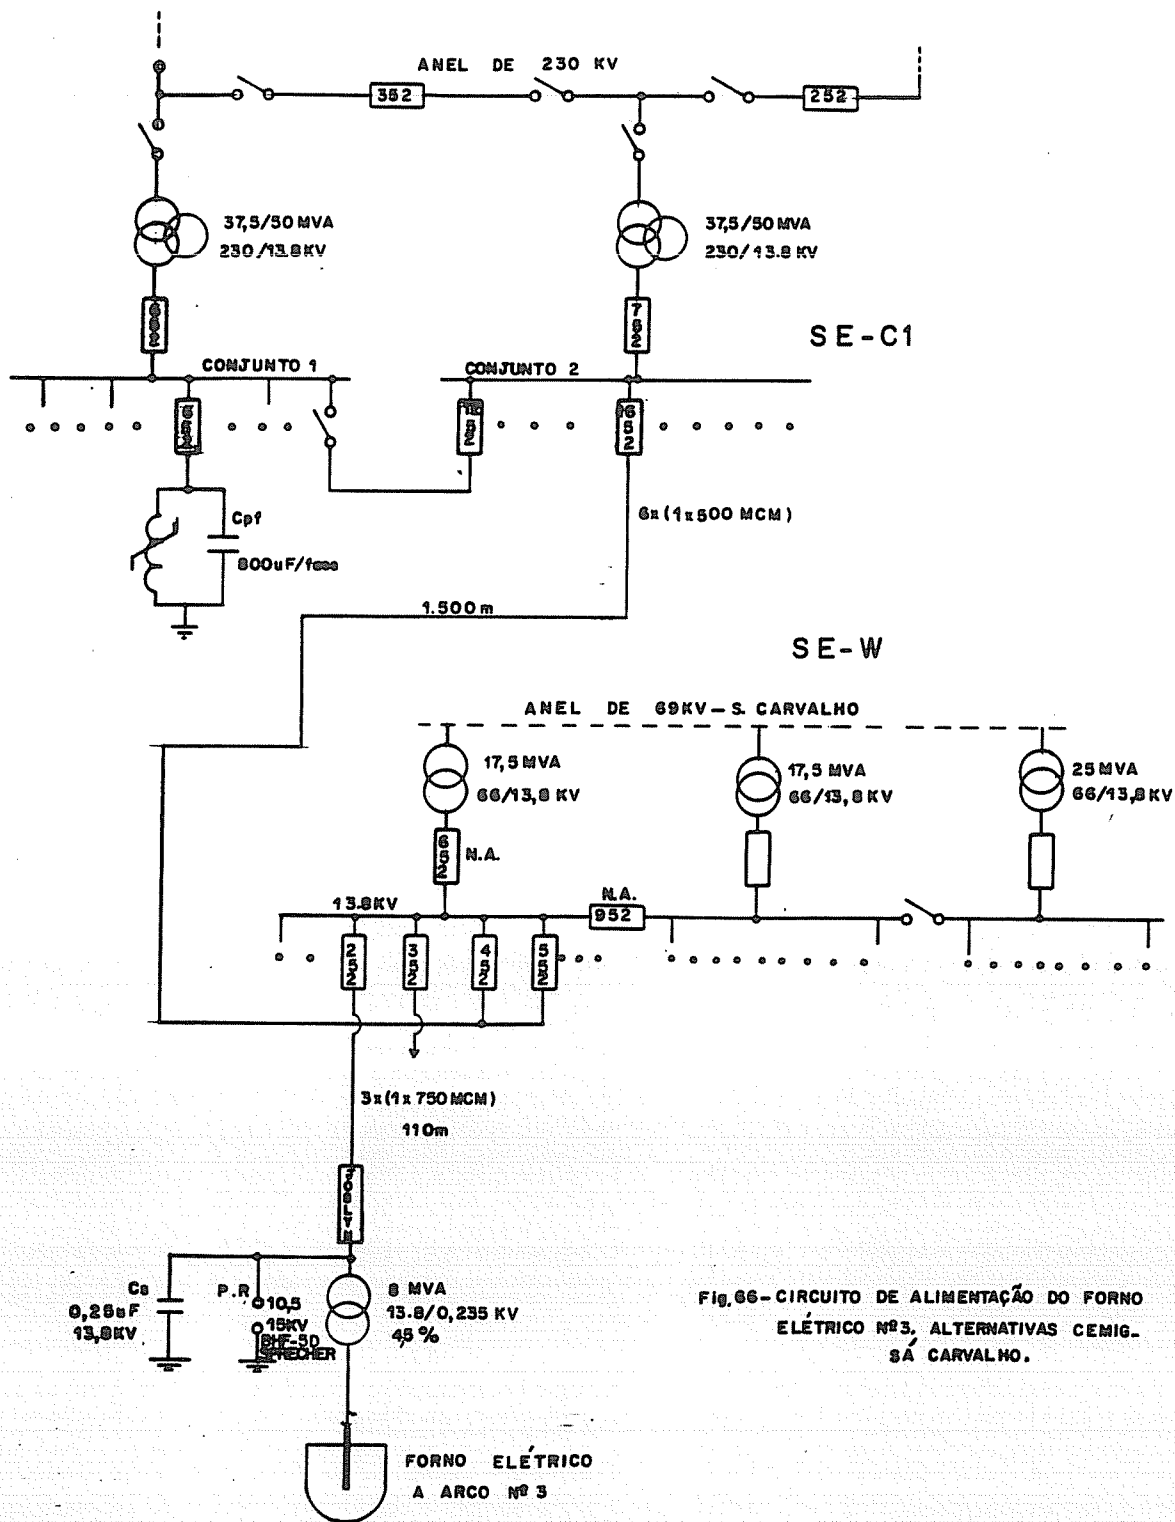 ANEL DE 230 KV
352
252
37,5/50 MVA
230/13.8 KV
37,5/50 MVA
230/13.8 KV
762
SE-C1
CONJUNTO 1
CONJUNTO 2
652
Cpf
800uF/fase
6x(1x500 MCM)
1.500 m
SE-W
ANEL DE 69KV-S. CARVALHO
17,5 MVA
66/13,8 KV
17,5 MVA
66/13,8 KV
25 MVA
66/13,8 KV
652
N.A.
13.8KV
N.A.
952
252
352
452
552
3x(1x750 MCM)
110m
Cs
0,25uF
13,8KV
P.R
10,5
15KV
BHF-5D
SPRECHER
8 MVA
13.8/0,235 KV
4,5 %
Fig.66-CIRCUITO DE ALIMENTAÇÃO DO FORNO
ELÉTRICO Nº3. ALTERNATIVAS CEMIG-
SÁ CARVALHO.
FORNO ELÉTRICO
A ARCO Nº 3